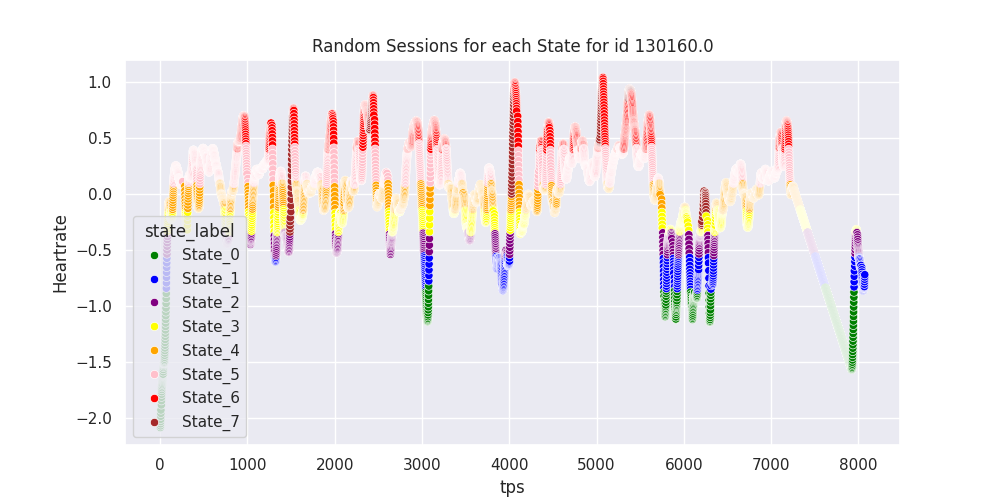 Random Sessions for each State for id 130160.0
Heartrate
1.0
0.5
0.0
−0.5
−1.0
−1.5
−2.0
state_label
State_0
State_1
State_2
State_3
State_4
State_5
State_6
State_7
0 1000 2000 3000 4000 5000 6000 7000 8000
tps